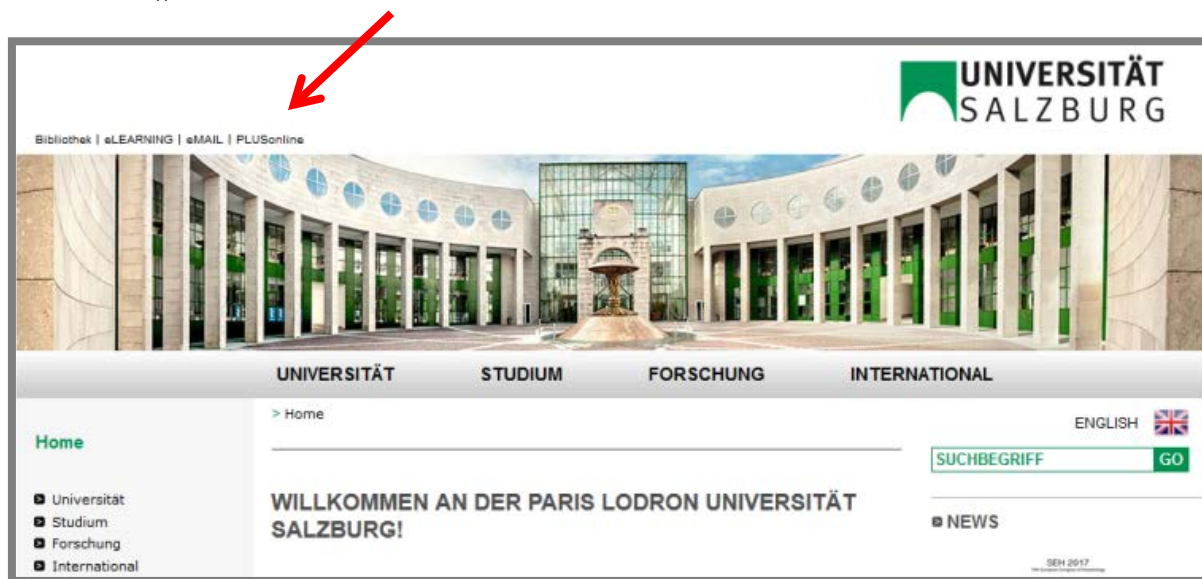 UNIVERSITÄT
SALZBURG
Bibliothek | eLEARNING | eMAIL | PLUSonline
UNIVERSITÄT STUDIUM FORSCHUNG INTERNATIONAL
> Home
ENGLISH
Home
SUCHBEGRIFF GO
Universität
Studium
Forschung
International
WILLKOMMEN AN DER PARIS LODRON UNIVERSITÄT
SALZBURG!
NEWS
SEH 2017